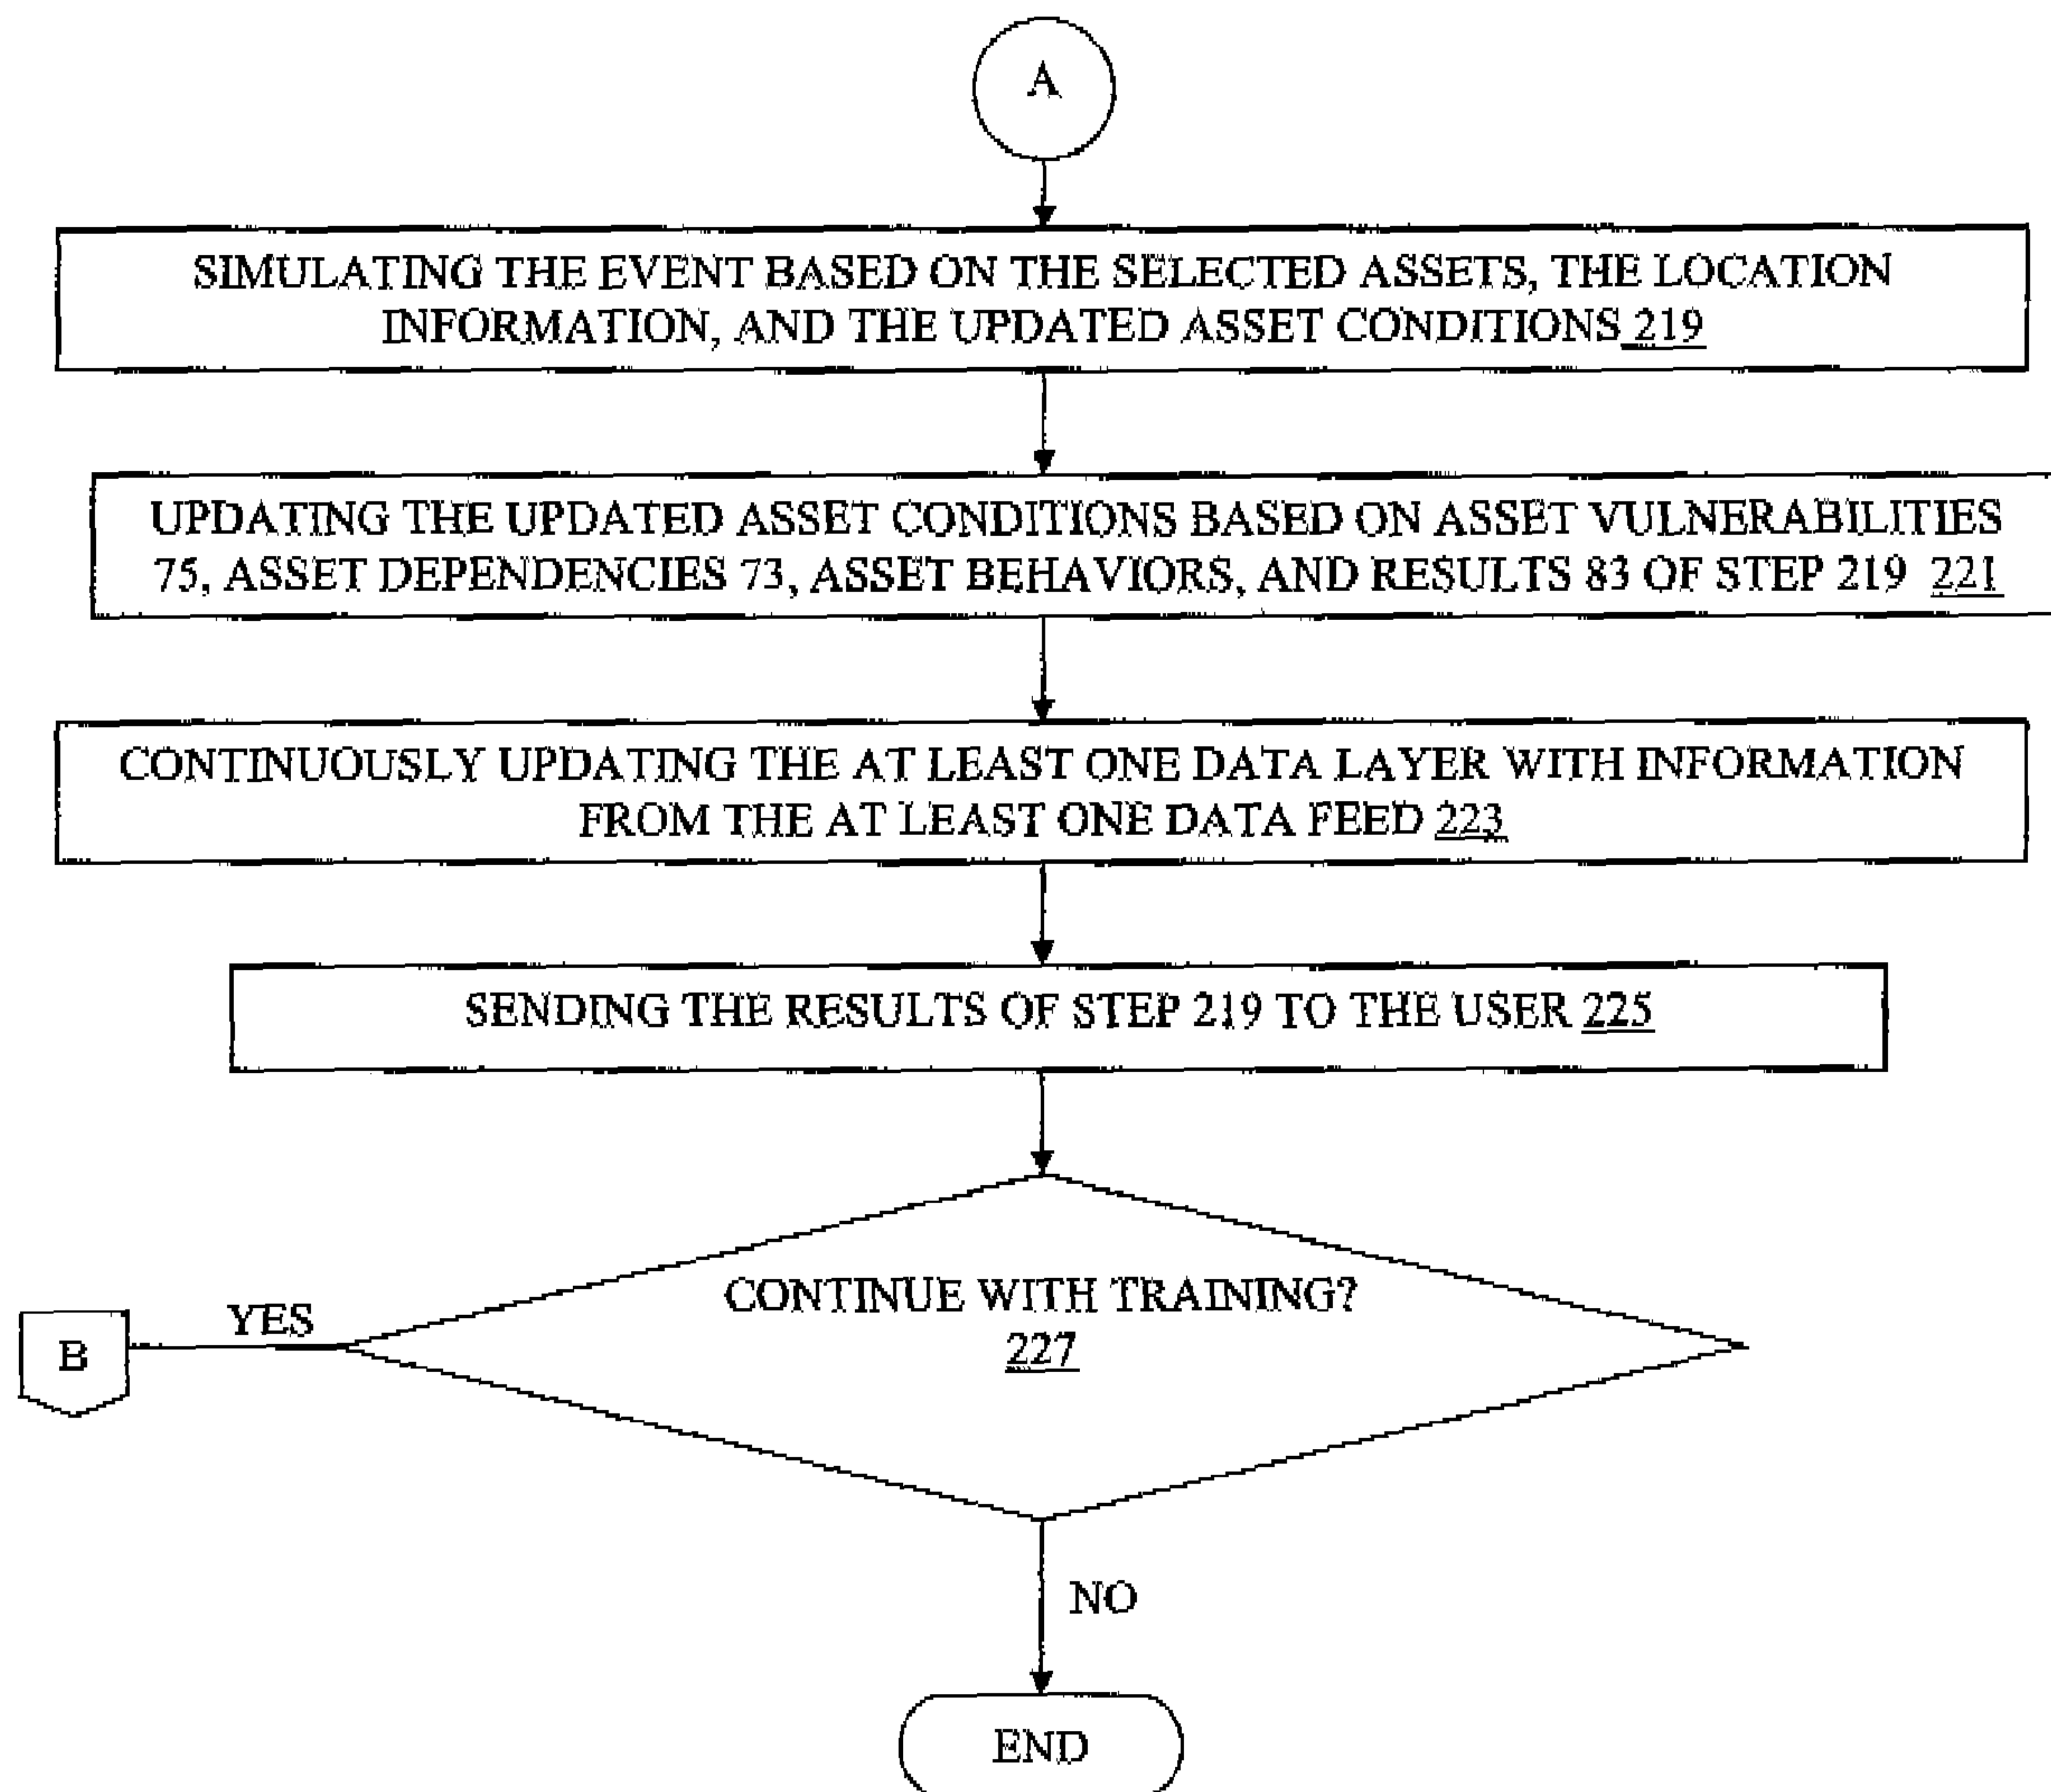 A
SIMULATING THE EVENT BASED ON THE SELECTED ASSETS, THE LOCATION
INFORMATION, AND THE UPDATED ASSET CONDITIONS 219
UPDATING THE UPDATED ASSET CONDITIONS BASED ON ASSET VULNERABILITIES
75, ASSET DEPENDENCIES 73, ASSET BEHAVIORS, AND RESULTS 83 OF STEP 219 221
CONTINUOUSLY UPDATING THE AT LEAST ONE DATA LAYER WITH INFORMATION
FROM THE AT LEAST ONE DATA FEED 223
SENDING THE RESULTS OF STEP 219 TO THE USER 225
CONTINUE WITH TRAINING?
227
YES
B
NO
END